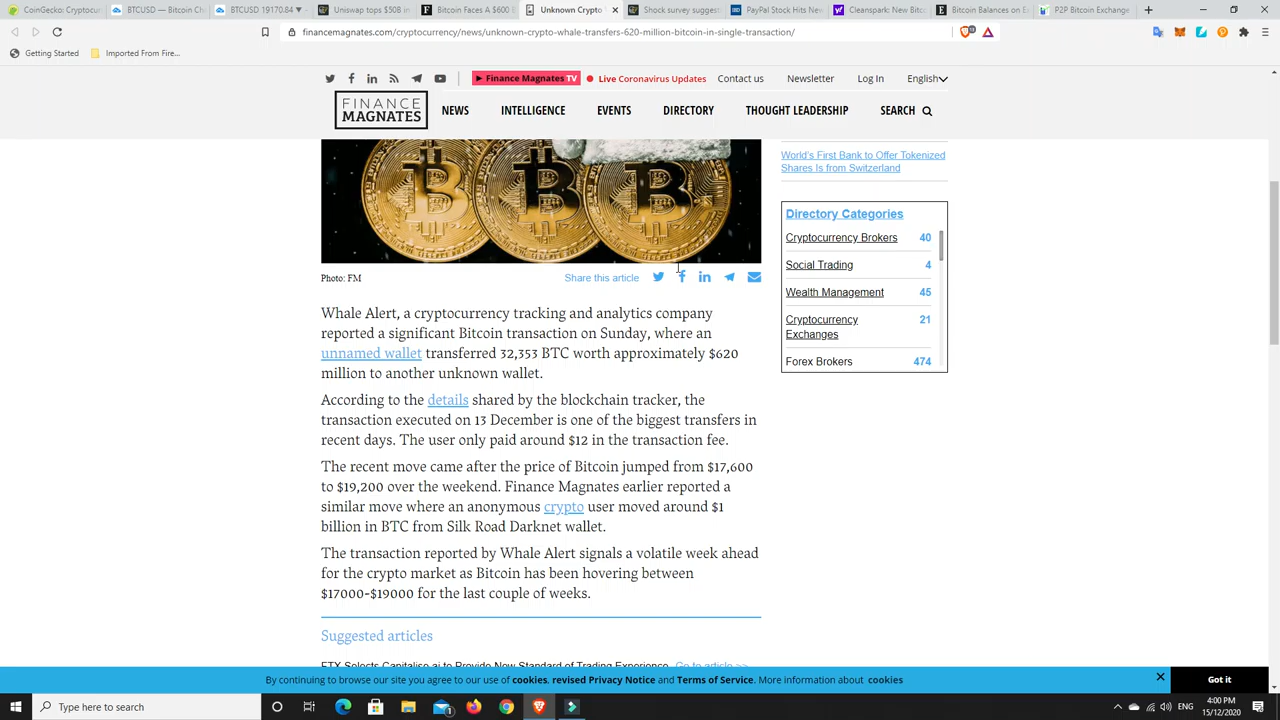 CoinGecko: Cryptocur
BTCUSD — Bitcoin Ch
BTCUSD 19170.84 ▼
Uniswap tops $50B in
Bitcoin Faces A $600 B
Unknown Crypto
Shock survey suggest
PayPal Stock Hits New
Cleanspark: New Bitc
Bitcoin Balances on E
P2P Bitcoin Exchange
financemagnates.com/cryptocurrency/news/unknown-crypto-whale-transfers-620-million-bitcoin-in-single-transaction/
Getting Started
Imported From Fire...
Finance Magnates TV
Live Coronavirus Updates
Contact us
Newsletter
Log In
English
FINANCE
MAGNATES
NEWS
INTELLIGENCE
EVENTS
DIRECTORY
THOUGHT LEADERSHIP
SEARCH
Photo: FM
Share this article
Whale Alert, a cryptocurrency tracking and analytics company
reported a significant Bitcoin transaction on Sunday, where an
unnamed wallet transferred 32,353 BTC worth approximately $620
million to another unknown wallet.
According to the details shared by the blockchain tracker, the
transaction executed on 13 December is one of the biggest transfers in
recent days. The user only paid around $12 in the transaction fee.
The recent move came after the price of Bitcoin jumped from $17,600
to $19,200 over the weekend. Finance Magnates earlier reported a
similar move where an anonymous crypto user moved around $1
billion in BTC from Silk Road Darknet wallet.
The transaction reported by Whale Alert signals a volatile week ahead
for the crypto market as Bitcoin has been hovering between
$17000-$19000 for the last couple of weeks.
Suggested articles
FTX Selects Capitalise.ai to Provide New Standard of Trading Experience Go to article >>
World's First Bank to Offer Tokenized
Shares Is from Switzerland
Directory Categories
Cryptocurrency Brokers 40
Social Trading 4
Wealth Management 45
Cryptocurrency 21
Exchanges
Forex Brokers 474
By continuing to browse our site you agree to our use of cookies, revised Privacy Notice and Terms of Service. More information about cookies
Got it
Type here to search
ENG
4:00 PM
15/12/2020